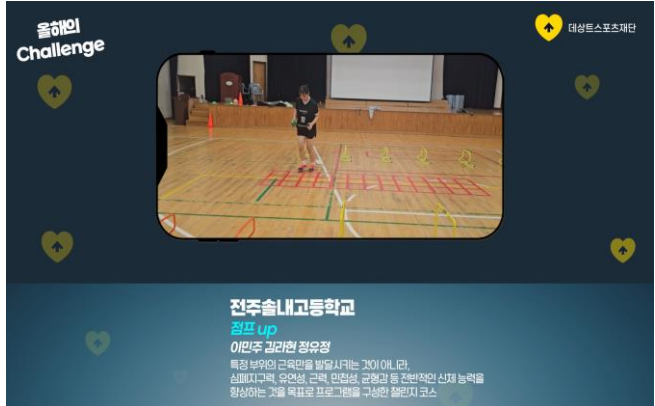 올해의
Challenge
데상트스포츠재단
전주솔내고등학교
점프 up
이민주 김라현 정유정
특정 부위의 근육만을 발달시키는 것이 아니라,
심폐지구력, 유연성, 근력, 민첩성, 균형감 등 전반적인 신체 능력을
향상하는 것을 목표로 프로그램을 구성한 챌린지 코스